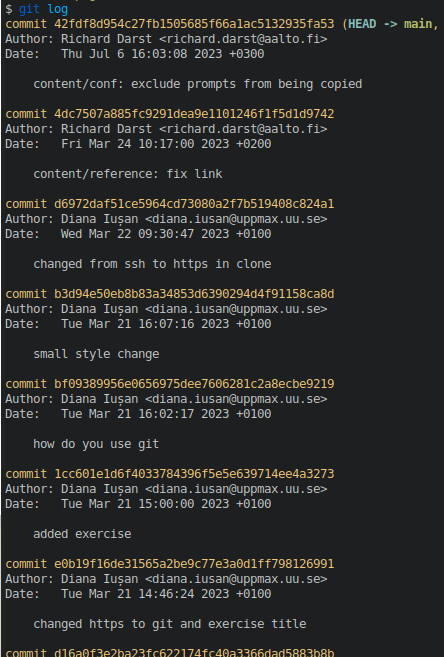 $ git log
commit 42fdf8d954c27fb1505685f66a1ac5132935fa53 (HEAD -> main,
Author: Richard Darst <richard.darst@aalto.fi>
Date:   Thu Jul 6 16:03:08 2023 +0300
content/conf: exclude prompts from being copied
commit 4dc7507a885fc9291dea9e1101246f1f5d1d9742
Author: Richard Darst <richard.darst@aalto.fi>
Date:   Fri Mar 24 10:17:00 2023 +0200
content/reference: fix link
commit d6972daf51ce5964cd73080a2f7b519408c824a1
Author: Diana Iușan <diana.iusan@uppmax.uu.se>
Date:   Wed Mar 22 09:30:47 2023 +0100
changed from ssh to https in clone
commit b3d94e50eb8b83a34853d6390294d4f91158ca8d
Author: Diana Iușan <diana.iusan@uppmax.uu.se>
Date:   Tue Mar 21 16:07:16 2023 +0100
small style change
commit bf09389956e0656975dee7606281c2a8ecbe9219
Author: Diana Iușan <diana.iusan@uppmax.uu.se>
Date:   Tue Mar 21 16:02:17 2023 +0100
how do you use git
commit 1cc601e1d6f4033784396f5e5e639714ee4a3273
Author: Diana Iușan <diana.iusan@uppmax.uu.se>
Date:   Tue Mar 21 15:00:00 2023 +0100
added exercise
commit e0b19f16de31565a2be9c77e3a0d1ff798126991
Author: Diana Iușan <diana.iusan@uppmax.uu.se>
Date:   Tue Mar 21 14:46:24 2023 +0100
changed https to git and exercise title
commit d16a0f3e2ba23fc622174fc40a3366dad5883b8b